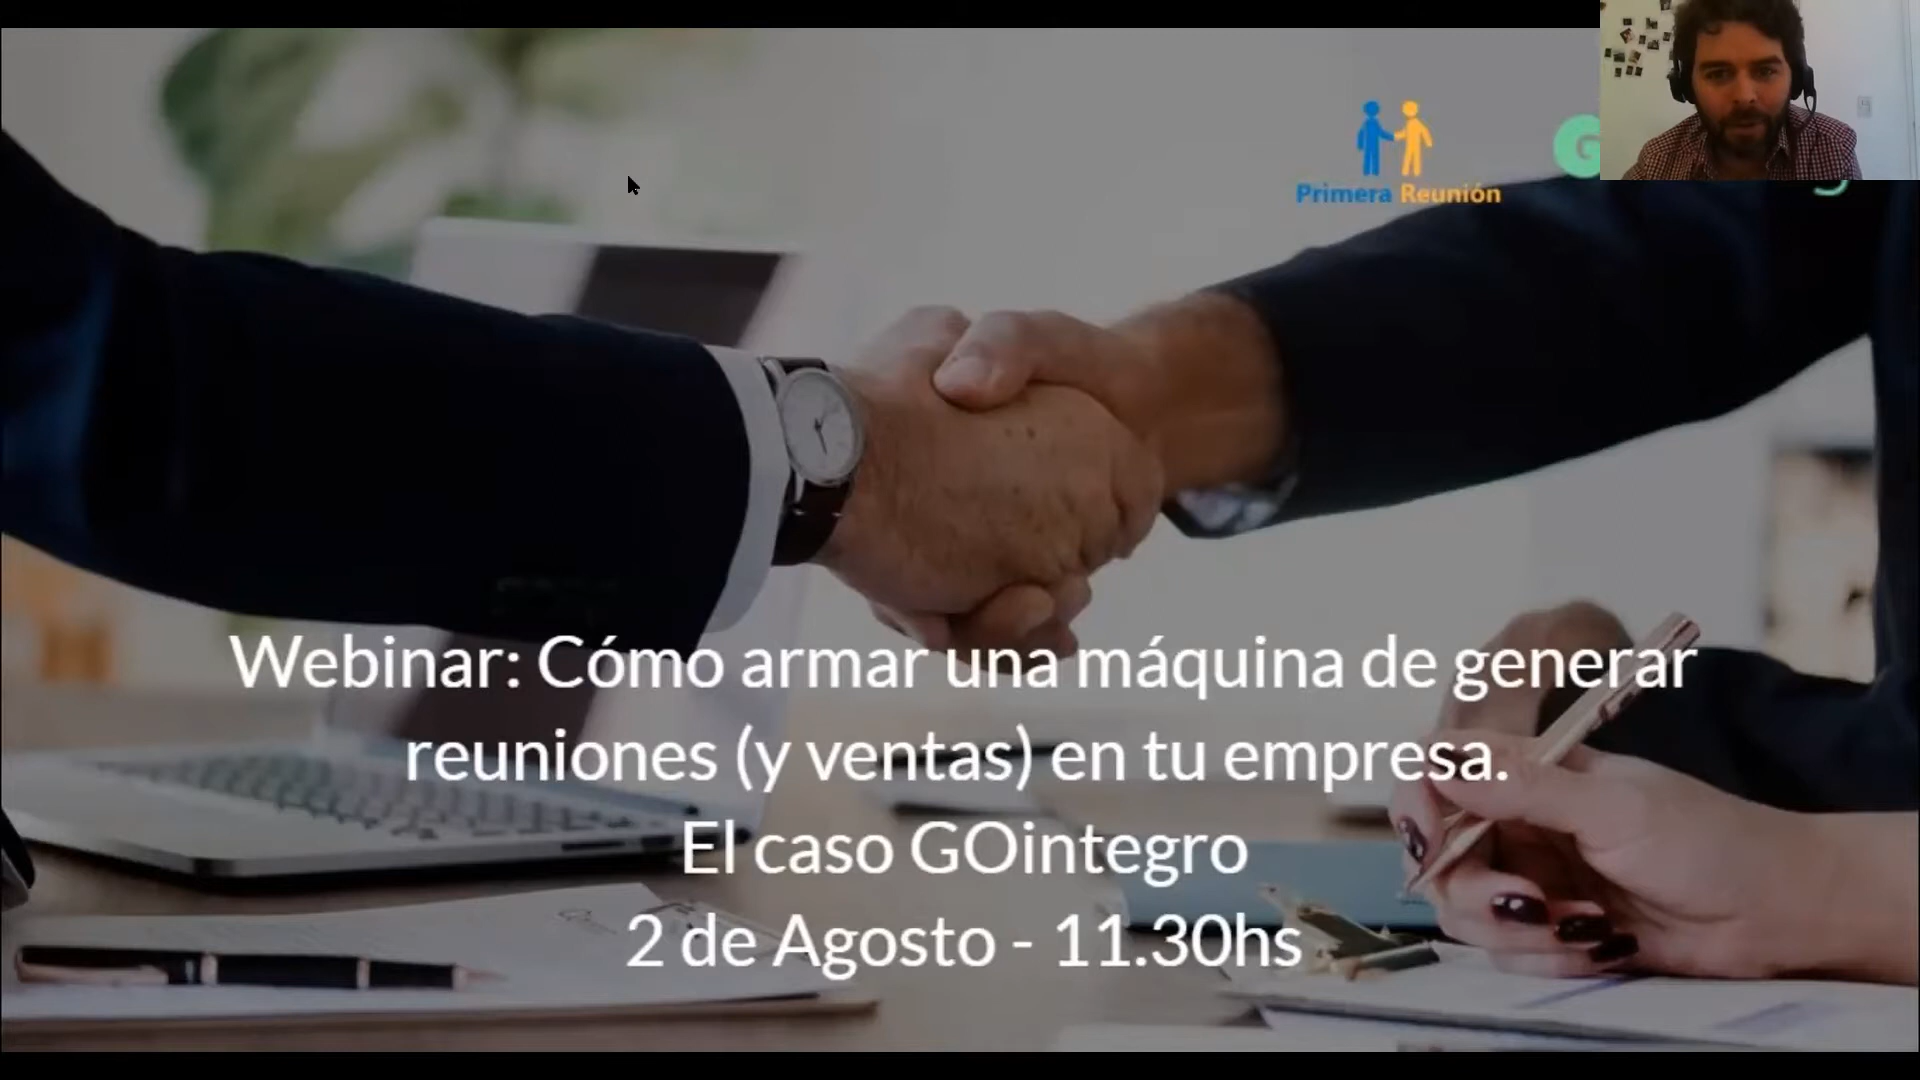 Primera Reunión
G
Webinar: Cómo armar una máquina de generar
reuniones (y ventas) en tu empresa.
El caso GOintegro
2 de Agosto - 11.30hs